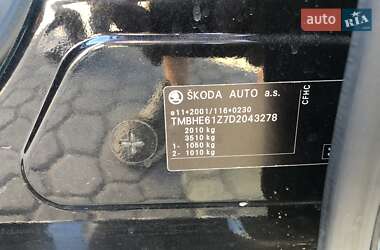 auto RIA
ŠKODA AUTO a.s.
e11*2001/116*0230
TMBHE61Z7D2043278
2010 kg
3510 kg
1- 1050 kg
2- 1010 kg
CFHC